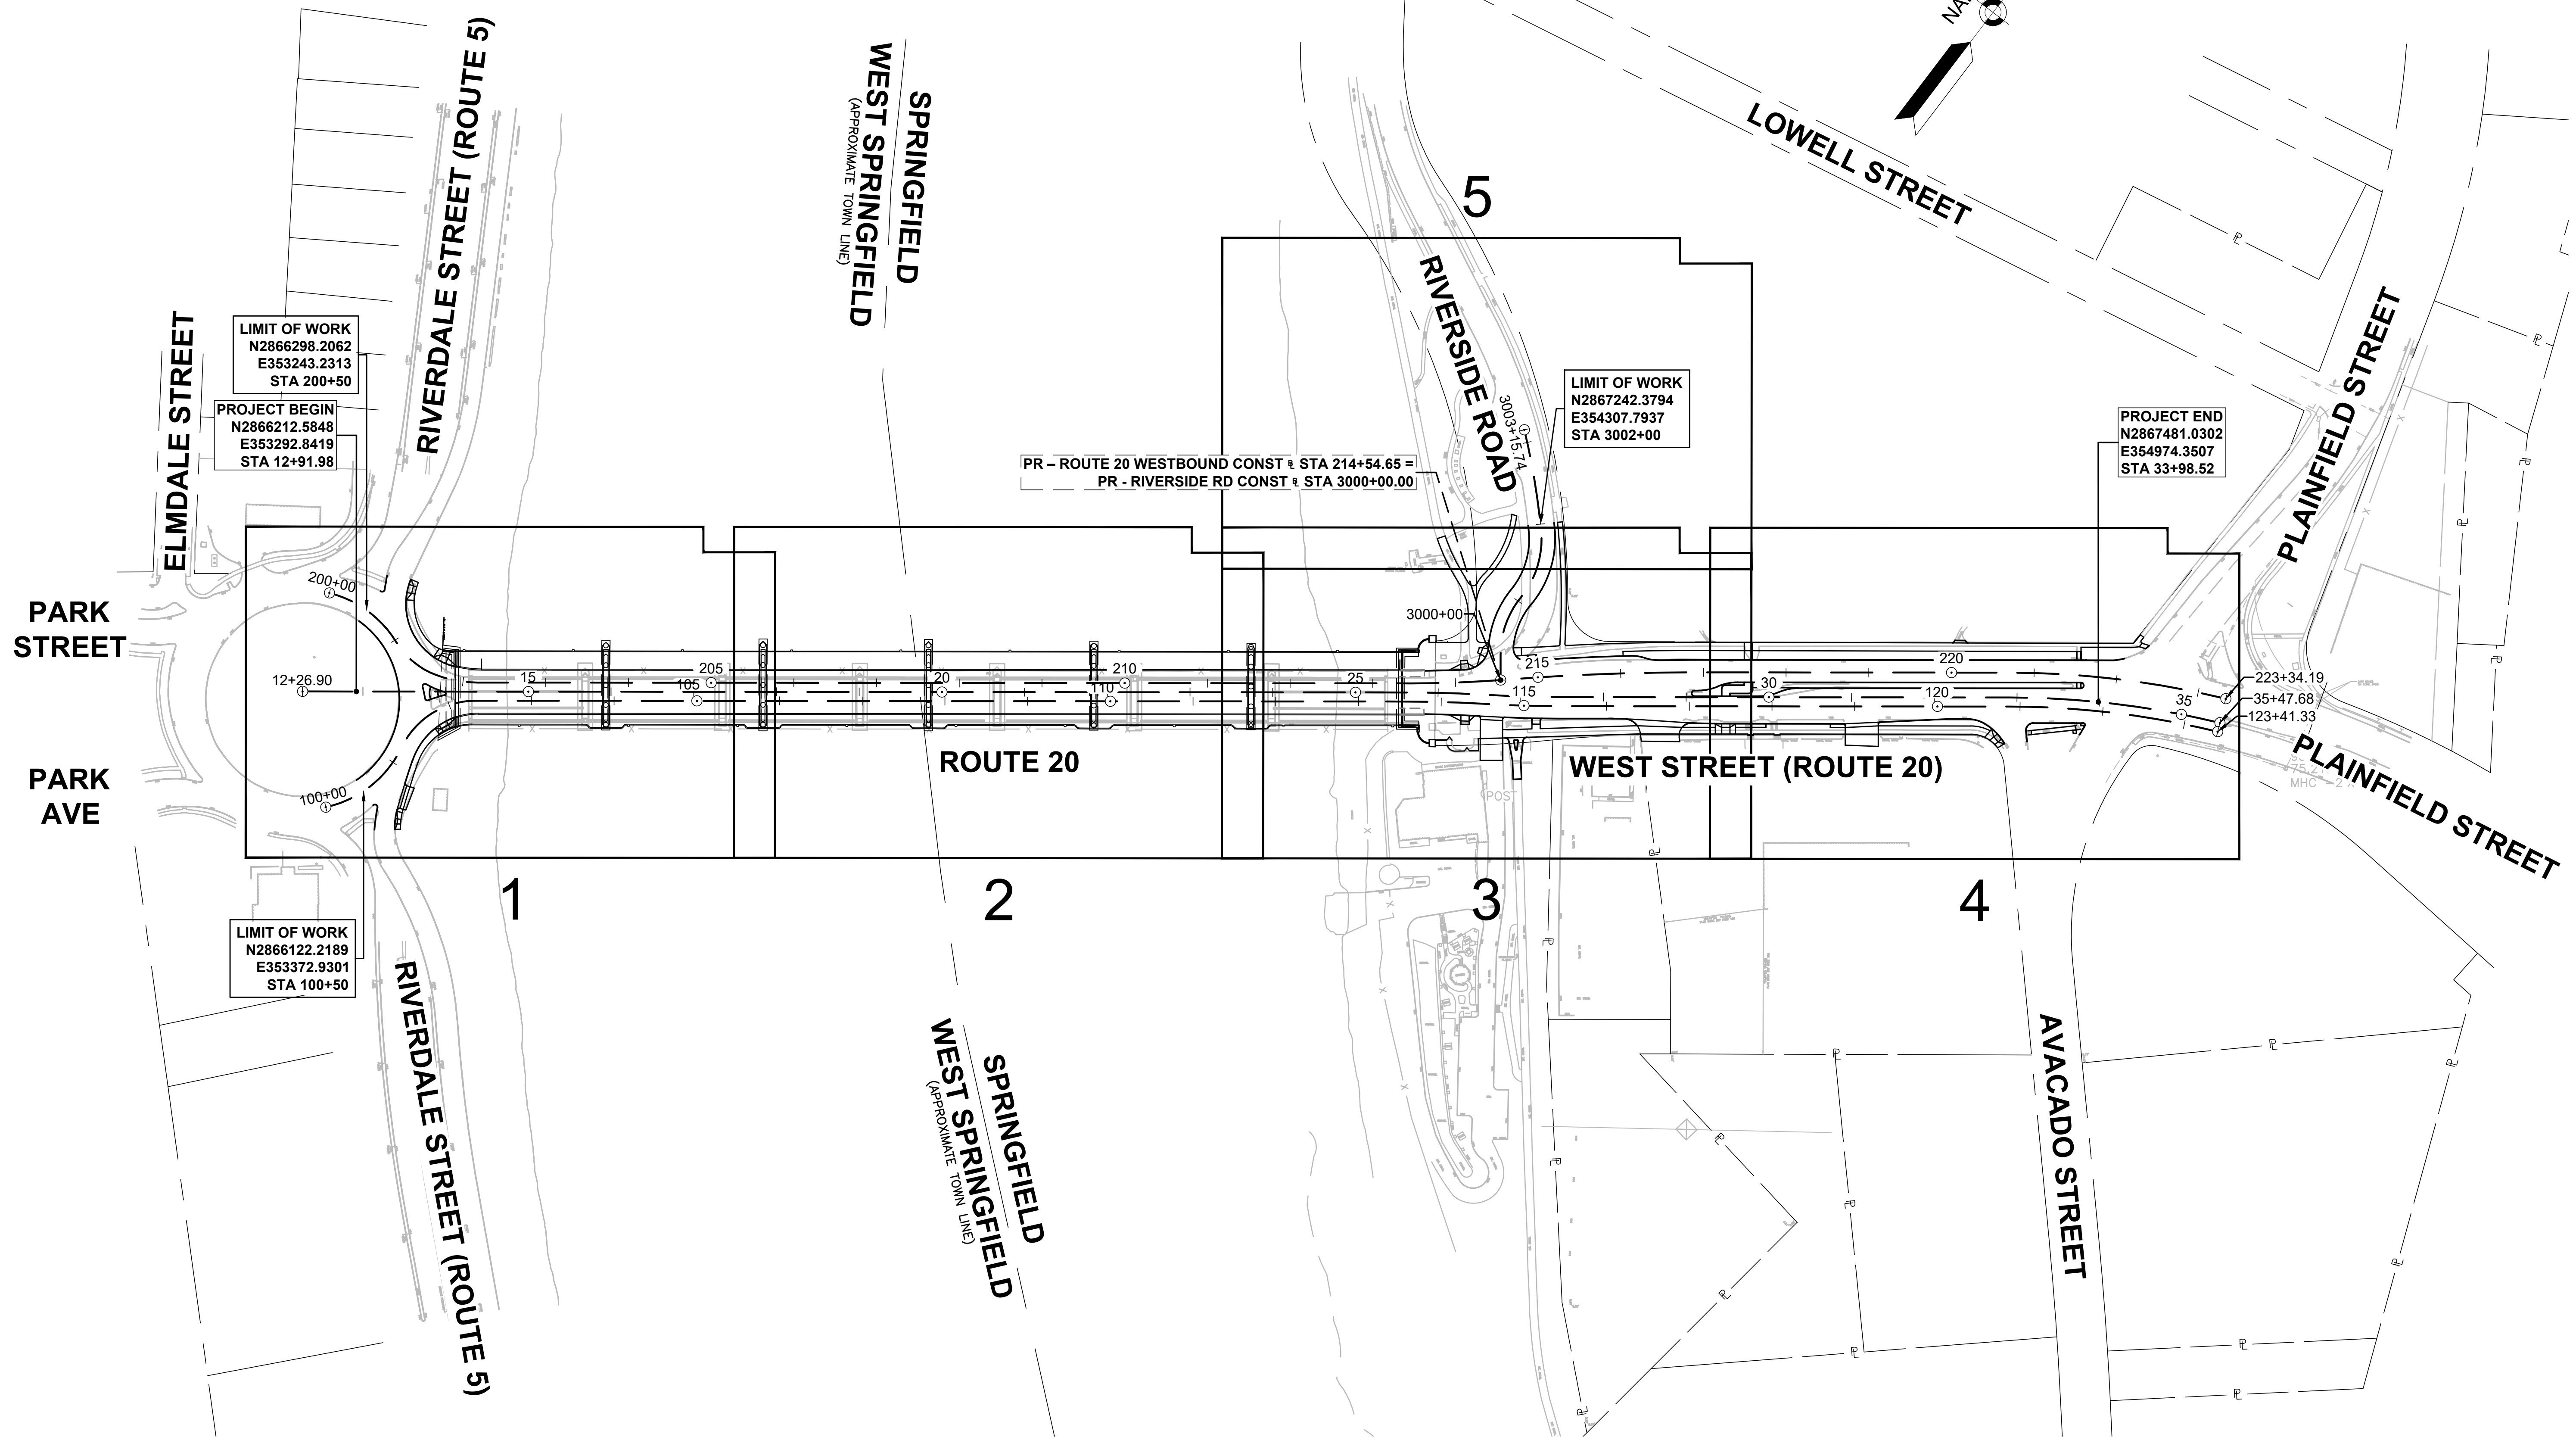 NA
LOWELL STREET
RIVERDALE STREET (ROUTE 5)
WEST SPRINGFIELD
SPRINGFIELD
(APPROXIMATE TOWN LINE)
5
RIVERSIDE ROAD
3003+15.74
PLAINFIELD STREET
ELMDALE STREET
LIMIT OF WORK
N2866298.2062
E353243.2313
STA 200+50
PROJECT BEGIN
N2866212.5848
E353292.8419
STA 12+91.98
LIMIT OF WORK
N2867242.3794
E354307.7937
STA 3002+00
PROJECT END
N2867481.0302
E354974.3507
STA 33+98.52
PR – ROUTE 20 WESTBOUND CONST ℄ STA 214+54.65 =
PR - RIVERSIDE RD CONST ℄ STA 3000+00.00
PARK
STREET
PARK
AVE
200+00
12+26.90
100+00
3000+00
15
205
105
20
210
110
25
215
115
30
220
120
35
223+34.19
35+47.68
123+41.33
ROUTE 20
WEST STREET (ROUTE 20)
PLAINFIELD STREET
POST
MHC
1
2
3
4
LIMIT OF WORK
N2866122.2189
E353372.9301
STA 100+50
RIVERDALE STREET (ROUTE 5)
WEST SPRINGFIELD
SPRINGFIELD
(APPROXIMATE TOWN LINE)
AVACADO STREET